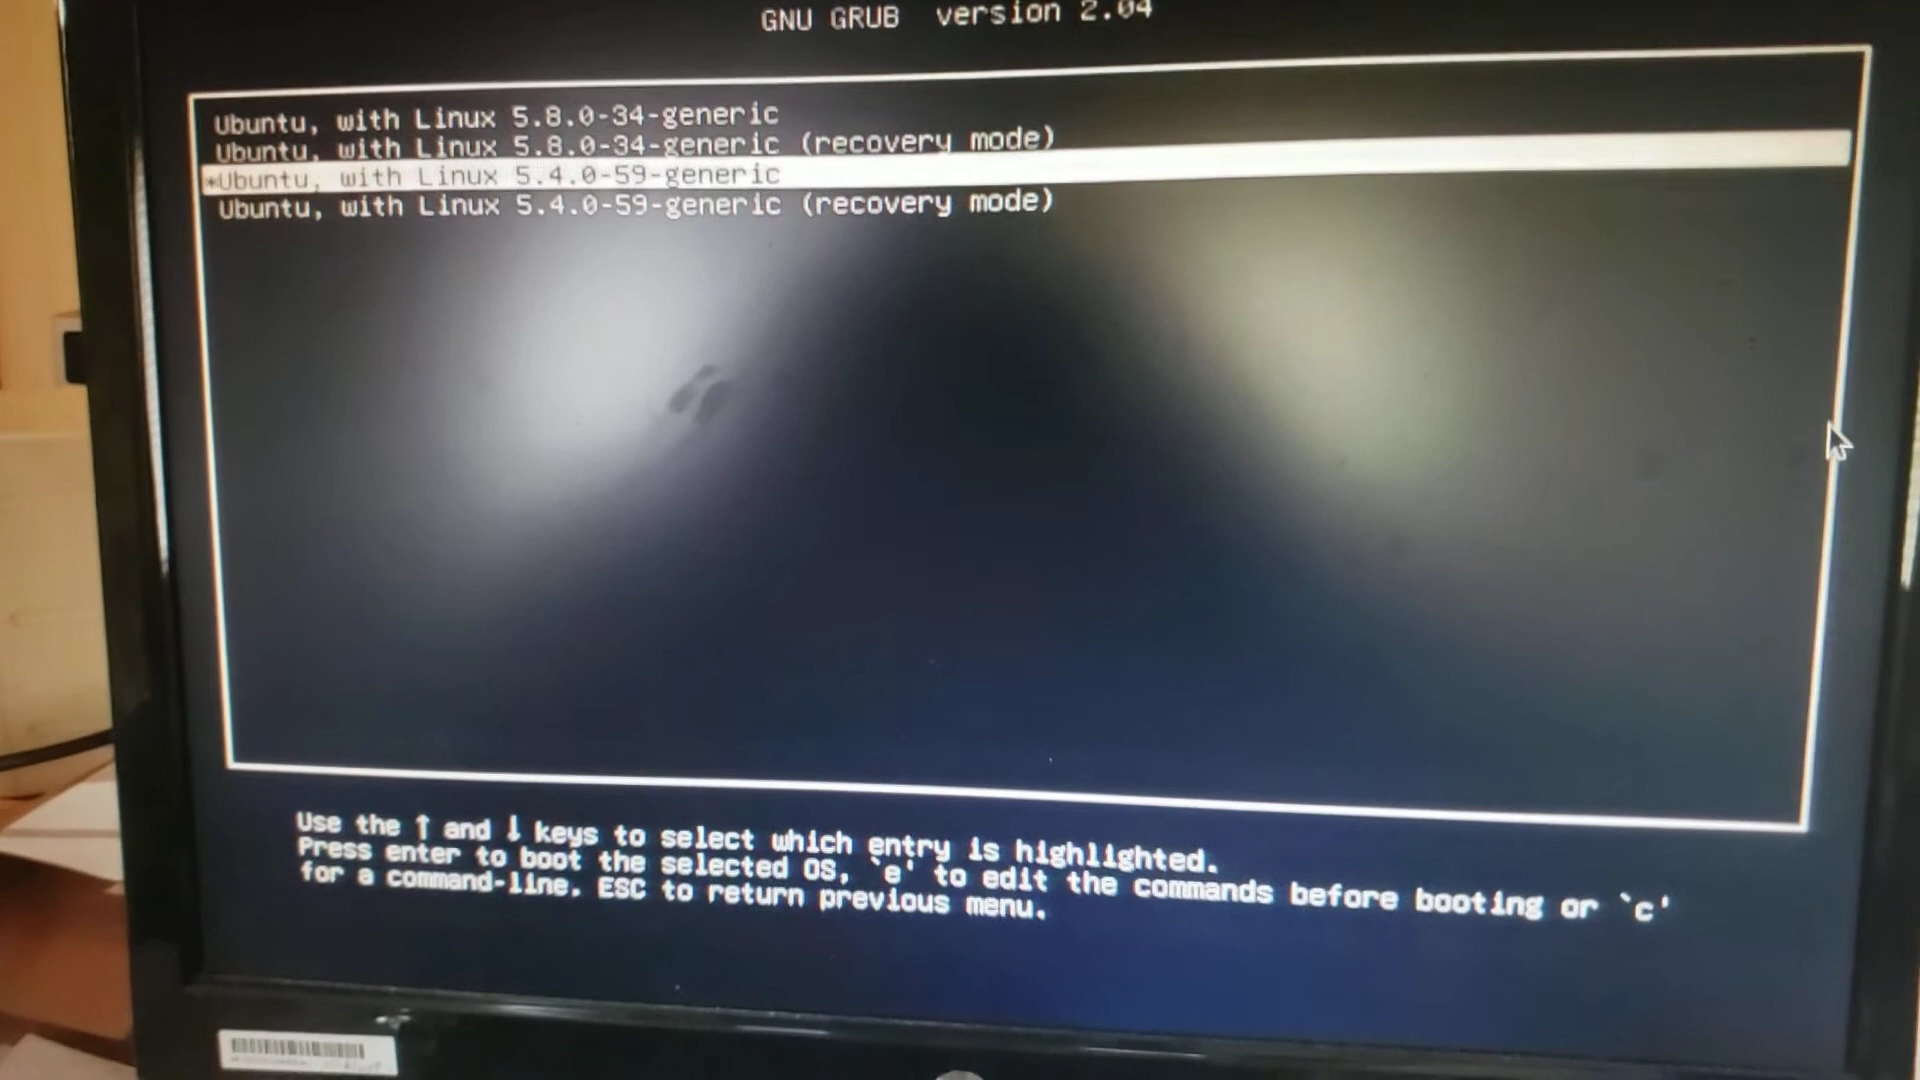 GNU GRUB version 2.04
Ubuntu, with Linux 5.8.0-34-generic
Ubuntu, with Linux 5.8.0-34-generic (recovery mode)
*Ubuntu, with Linux 5.4.0-59-generic
Ubuntu, with Linux 5.4.0-59-generic (recovery mode)
Use the ↑ and ↓ keys to select which entry is highlighted.
Press enter to boot the selected OS, `e' to edit the commands before booting or `c'
for a command-line. ESC to return previous menu.